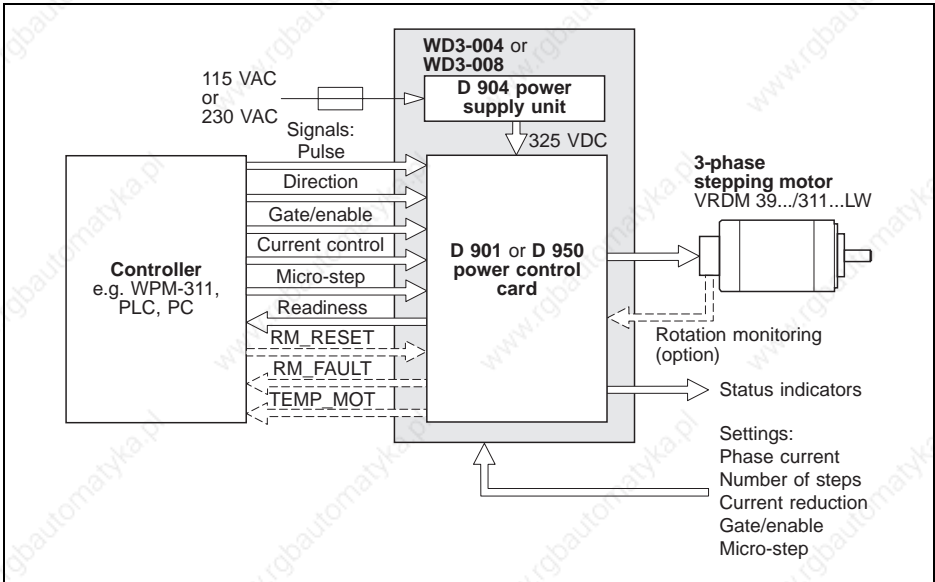 WD3-004 or
WD3-008
115 VAC
or
230 VAC
D 904 power
supply unit
325 VDC
Signals:
Pulse
Direction
Gate/enable
Current control
Micro-step
Readiness
RM_RESET
RM_FAULT
TEMP_MOT
Controller
e.g. WPM-311,
PLC, PC
D 901 or D 950
power control
card
3-phase
stepping motor
VRDM 39.../311...LW
Rotation monitoring
(option)
Status indicators
Settings:
Phase current
Number of steps
Current reduction
Gate/enable
Micro-step
www.rgbautomatyka.pl